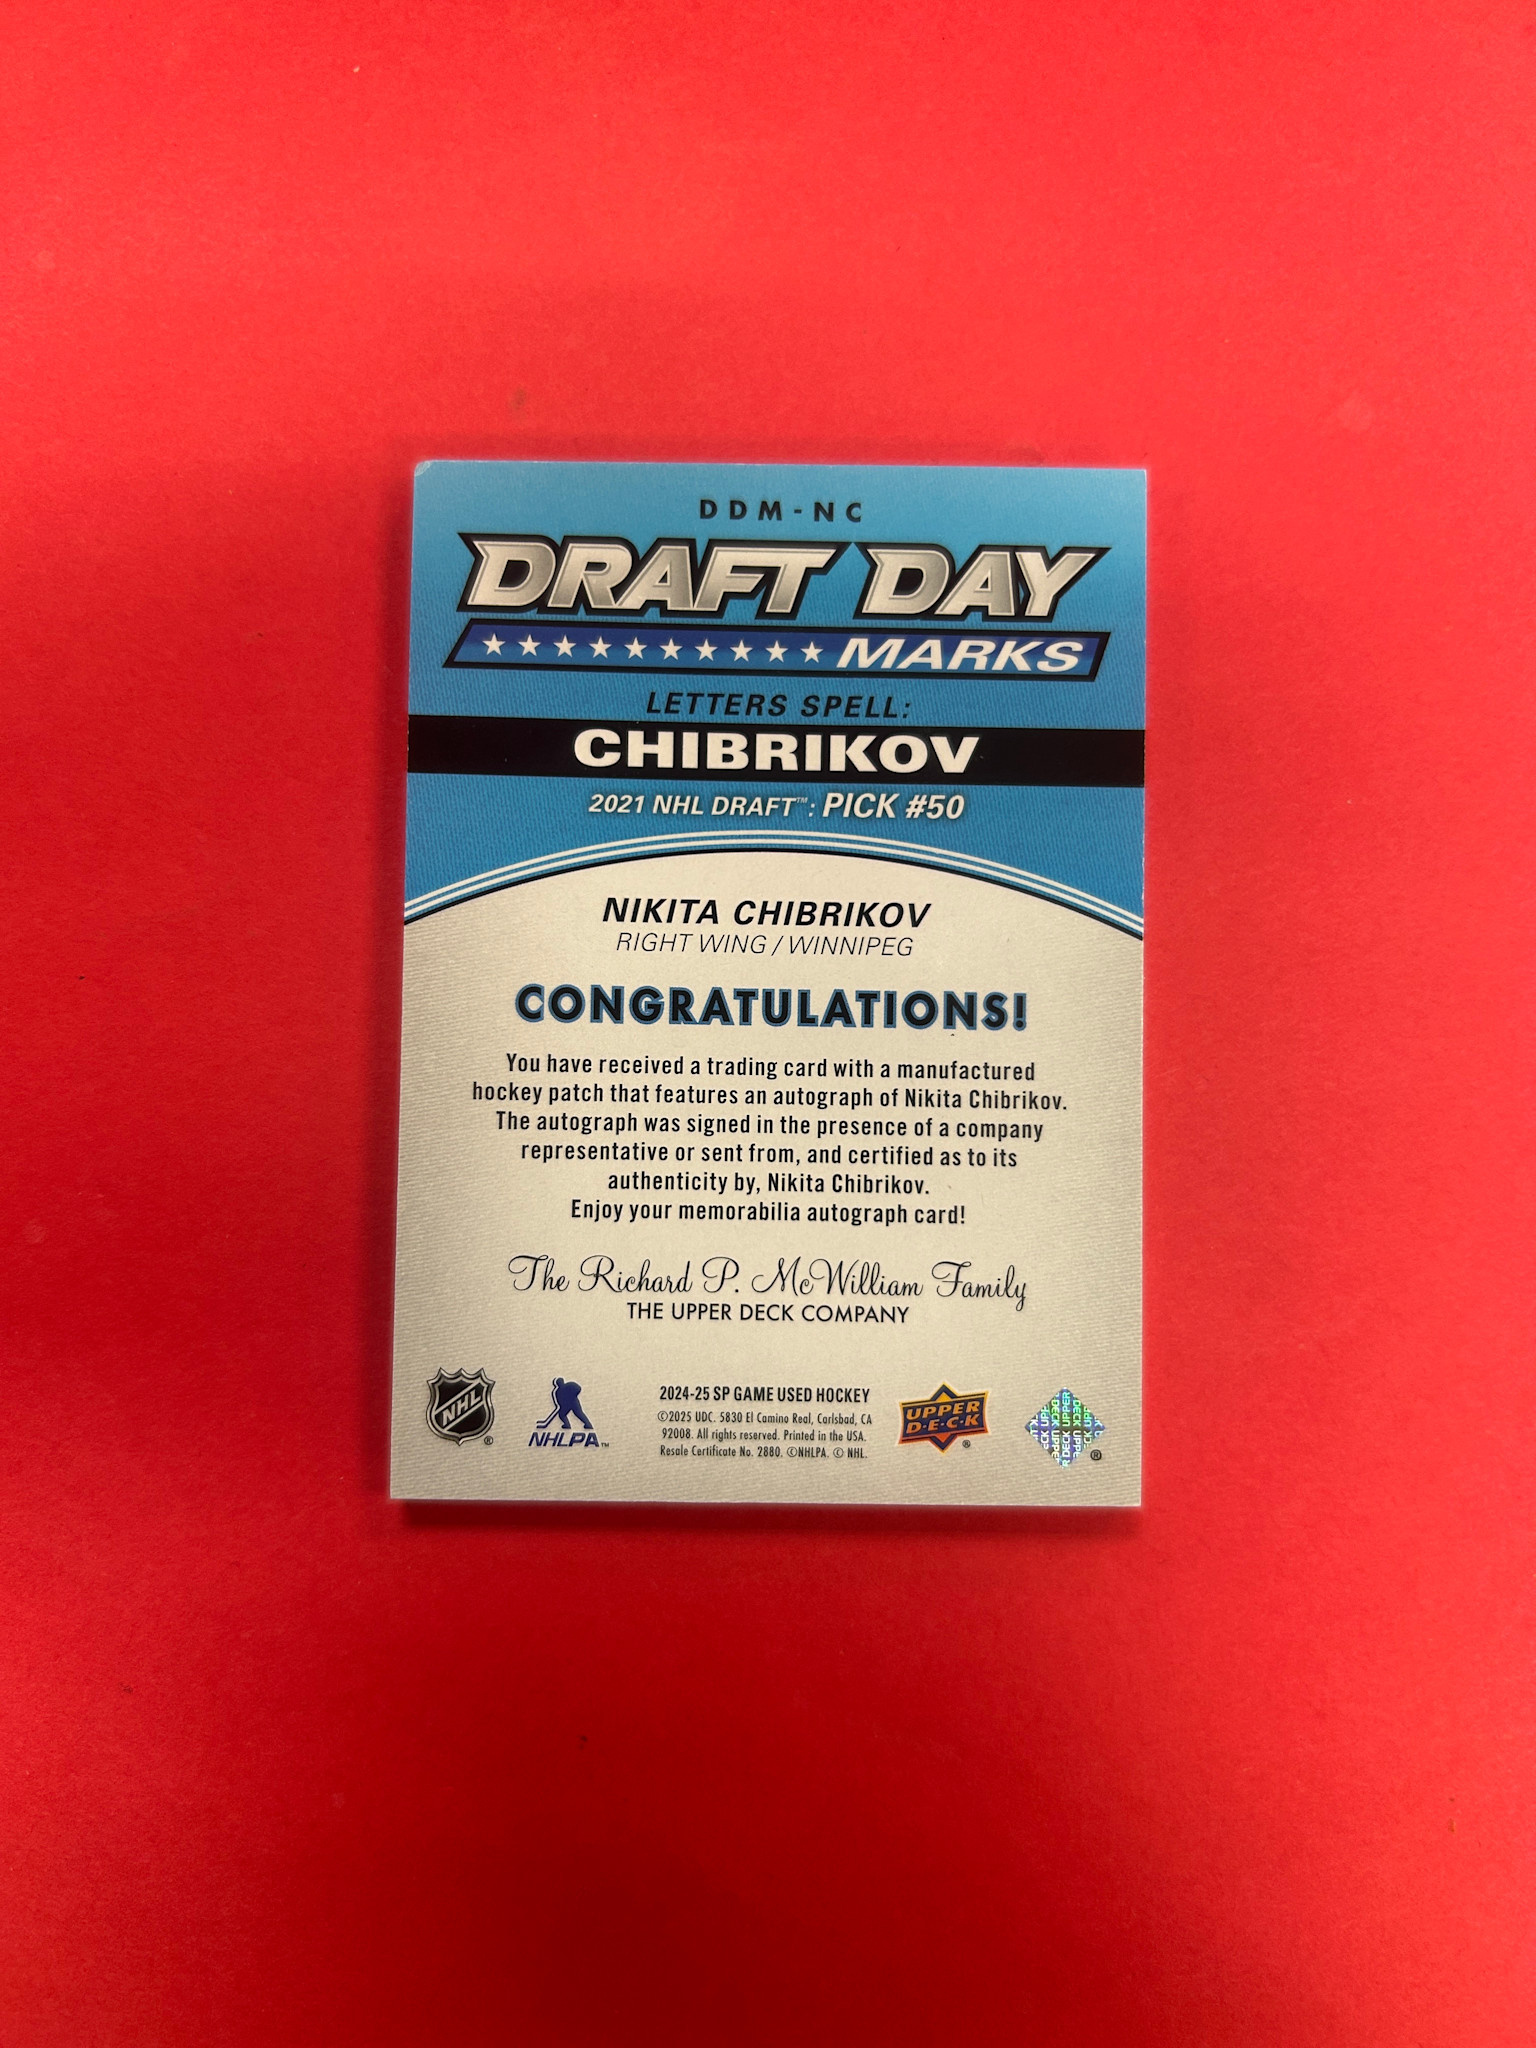 DDM-NC
DRAFT DAY
MARKS
LETTERS SPELL:
CHIBRIKOV
2021 NHL DRAFT™: PICK #50
NIKITA CHIBRIKOV
RIGHT WING / WINNIPEG
CONGRATULATIONS!
You have received a trading card with a manufactured
hockey patch that features an autograph of Nikita Chibrikov.
The autograph was signed in the presence of a company
representative or sent from, and certified as to its
authenticity by, Nikita Chibrikov.
Enjoy your memorabilia autograph card!
The Richard P. McWilliam Family
THE UPPER DECK COMPANY
NHL ®
NHLPA™
2024-25 SP GAME USED HOCKEY
©2025 UDC. 5830 El Camino Real, Carlsbad, CA
92008. All rights reserved. Printed in the USA.
Resale Certificate No. 2880. ©NHLPA. © NHL.
UPPER
D·E·C·K ®
UPPER DECK ®